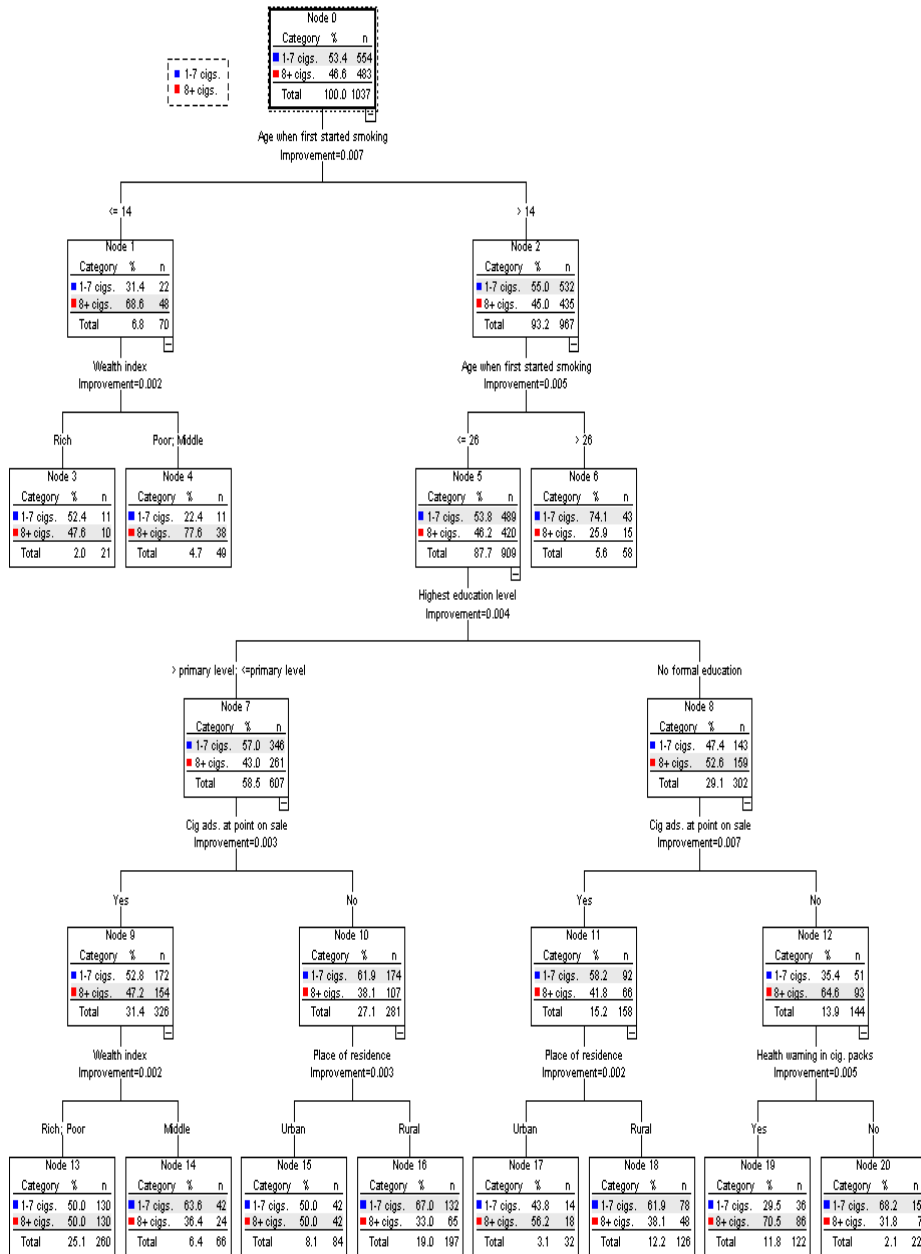 Node 0
Category % n
1-7 cigs. 53.4 554
8+ cigs. 46.6 483
Total 100.0 1037
1-7 cigs.
8+ cigs.
Age when first started smoking
Improvement=0.007
<= 14
> 14
Node 1
Category % n
1-7 cigs. 31.4 22
8+ cigs. 68.6 48
Total 6.8 70
Node 2
Category % n
1-7 cigs. 55.0 532
8+ cigs. 45.0 435
Total 93.2 967
Wealth index
Improvement=0.002
Age when first started smoking
Improvement=0.005
Rich
Poor; Middle
<= 26
> 26
Node 3
Category % n
1-7 cigs. 52.4 11
8+ cigs. 47.6 10
Total 2.0 21
Node 4
Category % n
1-7 cigs. 22.4 11
8+ cigs. 77.6 38
Total 4.7 49
Node 5
Category % n
1-7 cigs. 53.8 489
8+ cigs. 46.2 420
Total 87.7 909
Node 6
Category % n
1-7 cigs. 74.1 43
8+ cigs. 25.9 15
Total 5.6 58
Highest education level
Improvement=0.004
> primary level; <=primary level
No formal education
Node 7
Category % n
1-7 cigs. 57.0 346
8+ cigs. 43.0 261
Total 58.5 607
Node 8
Category % n
1-7 cigs. 47.4 143
8+ cigs. 52.6 159
Total 29.1 302
Cig ads. at point on sale
Improvement=0.003
Cig ads. at point on sale
Improvement=0.007
Yes
No
Yes
No
Node 9
Category % n
1-7 cigs. 52.8 172
8+ cigs. 47.2 154
Total 31.4 326
Node 10
Category % n
1-7 cigs. 61.9 174
8+ cigs. 38.1 107
Total 27.1 281
Node 11
Category % n
1-7 cigs. 58.2 92
8+ cigs. 41.8 66
Total 15.2 158
Node 12
Category % n
1-7 cigs. 35.4 51
8+ cigs. 64.6 93
Total 13.9 144
Wealth index
Improvement=0.002
Place of residence
Improvement=0.003
Place of residence
Improvement=0.002
Health warning in cig. packs
Improvement=0.005
Rich; Poor
Middle
Urban
Rural
Urban
Rural
Yes
No
Node 13
Category % n
1-7 cigs. 50.0 130
8+ cigs. 50.0 130
Total 25.1 260
Node 14
Category % n
1-7 cigs. 63.6 42
8+ cigs. 36.4 24
Total 6.4 66
Node 15
Category % n
1-7 cigs. 50.0 42
8+ cigs. 50.0 42
Total 8.1 84
Node 16
Category % n
1-7 cigs. 67.0 132
8+ cigs. 33.0 65
Total 19.0 197
Node 17
Category % n
1-7 cigs. 43.8 14
8+ cigs. 56.2 18
Total 3.1 32
Node 18
Category % n
1-7 cigs. 61.9 78
8+ cigs. 38.1 48
Total 12.2 126
Node 19
Category % n
1-7 cigs. 29.5 36
8+ cigs. 70.5 86
Total 11.8 122
Node 20
Category % n
1-7 cigs. 68.2 15
8+ cigs. 31.8 7
Total 2.1 22